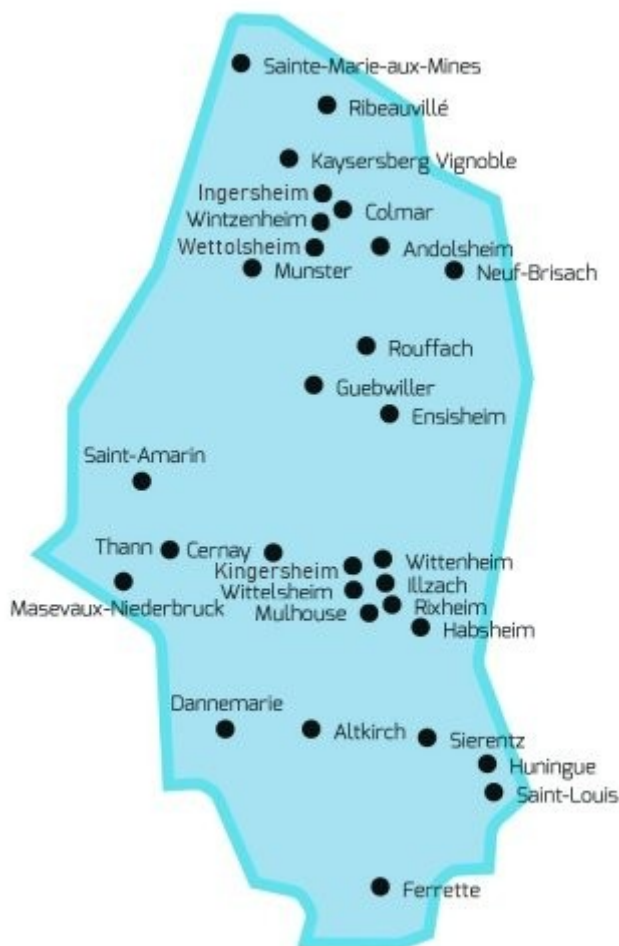 Sainte-Marie-aux-Mines
Ribeauvillé
Kaysersberg Vignoble
Ingersheim
Colmar
Wintzenheim
Wettolsheim
Andolsheim
Munster
Neuf-Brisach
Rouffach
Guebwiller
Ensisheim
Saint-Amarin
Thann
Cernay
Wittenheim
Kingersheim
Illzach
Wittelsheim
Rixheim
Masevaux-Niederbruck
Mulhouse
Habsheim
Dannemarie
Altkirch
Sierentz
Huningue
Saint-Louis
Ferrette